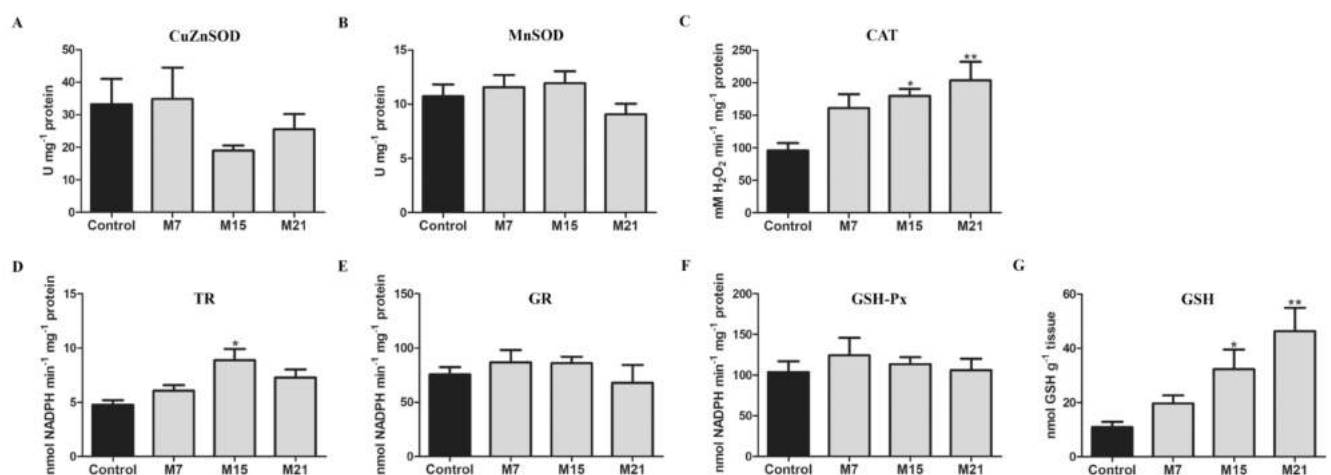 A
CuZnSOD
U mg⁻¹ protein
50
40
30
20
10
0
Control M7 M15 M21
B
MnSOD
U mg⁻¹ protein
15
10
5
0
Control M7 M15 M21
C
CAT
mM H₂O₂ min⁻¹ mg⁻¹ protein
250
200
150
100
50
0
*
**
Control M7 M15 M21
D
TR
nmol NADPH min⁻¹ mg⁻¹ protein
15
10
5
0
*
Control M7 M15 M21
E
GR
nmol NADPH min⁻¹ mg⁻¹ protein
150
100
50
0
Control M7 M15 M21
F
GSH-Px
nmol NADPH min⁻¹ mg⁻¹ protein
200
150
100
50
0
Control M7 M15 M21
G
GSH
nmol GSH g⁻¹ tissue
60
40
20
0
*
**
Control M7 M15 M21